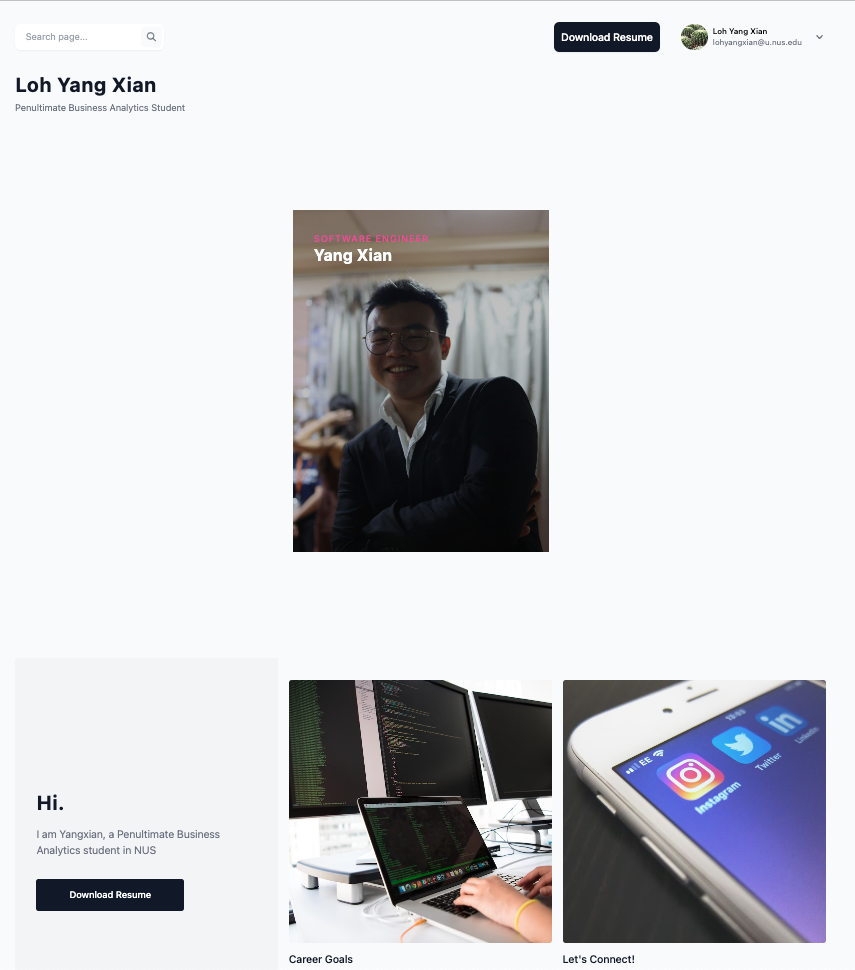 Search page...
Download Resume
Loh Yang Xian
lohyangxian@u.nus.edu
Loh Yang Xian
Penultimate Business Analytics Student
SOFTWARE ENGINEER
Yang Xian
Hi.
I am Yangxian, a Penultimate Business
Analytics student in NUS
Download Resume
EE
Instagram
Twitter
LinkedIn
Career Goals
Let's Connect!